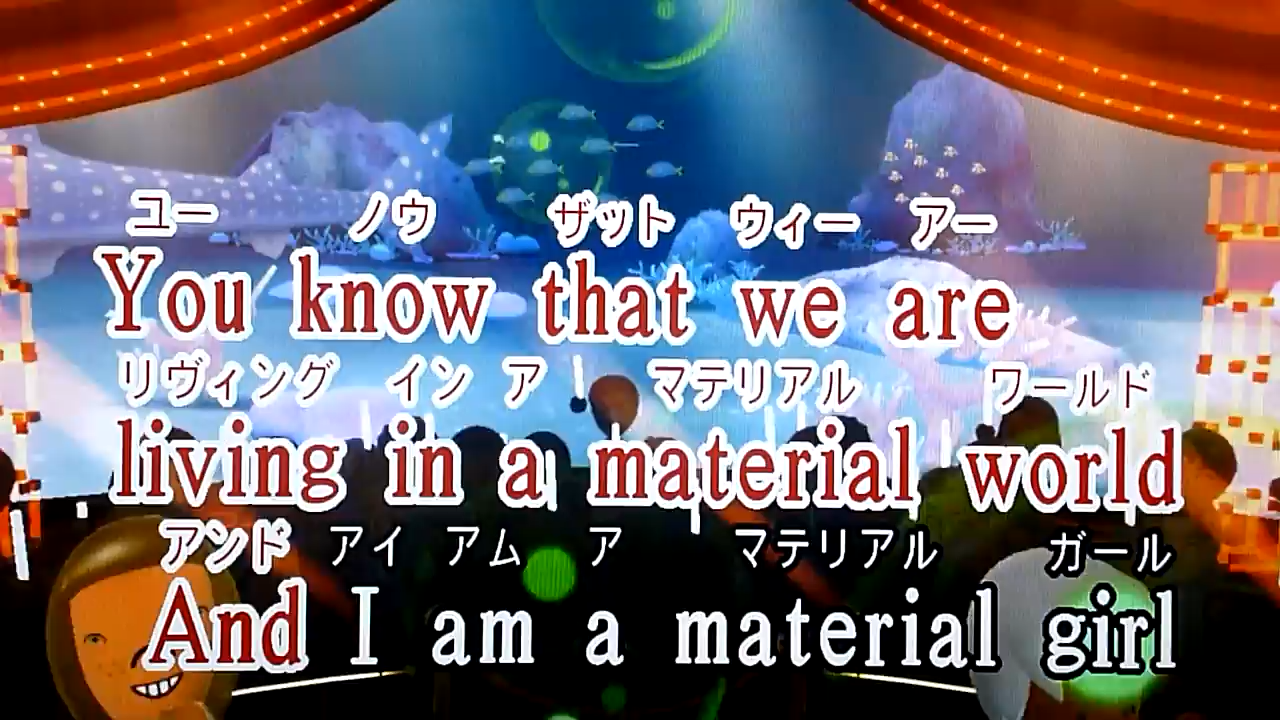 ユー ノウ ザット ウィー アー
You know that we are
リヴィング イン ア マテリアル ワールド
living in a material world
アンド アイ アム ア マテリアル ガール
And I am a material girl